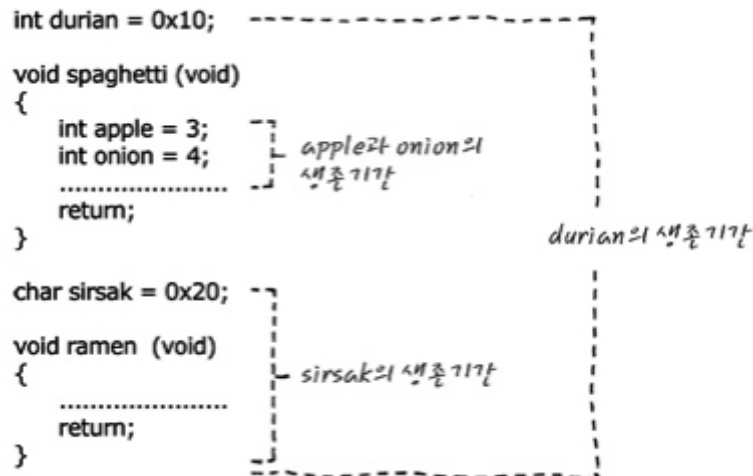 int durian = 0x10;
void spaghetti (void)
{
int apple = 3;
int onion = 4;
apple과 onion의
생존기간
........................
return;
}
durian의 생존기간
char sirsak = 0x20;
void ramen (void)
{
sirsak의 생존기간
........................
return;
}